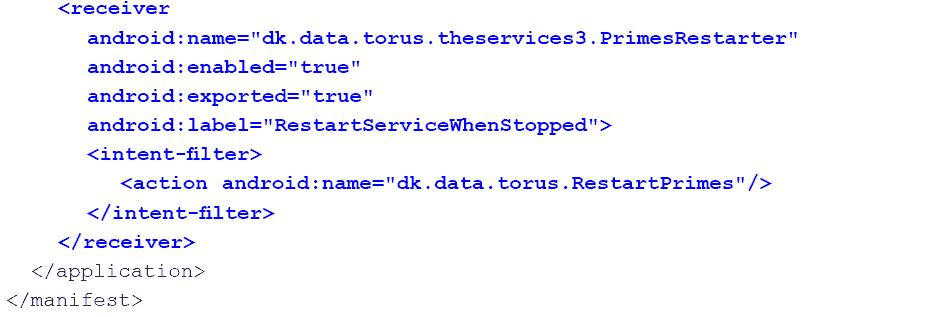 <receiver
android:name="dk.data.torus.theservices3.PrimesRestarter"
android:enabled="true"
android:exported="true"
android:label="RestartServiceWhenStopped">
<intent-filter>
<action android:name="dk.data.torus.RestartPrimes"/>
</intent-filter>
</receiver>
</application>
</manifest>